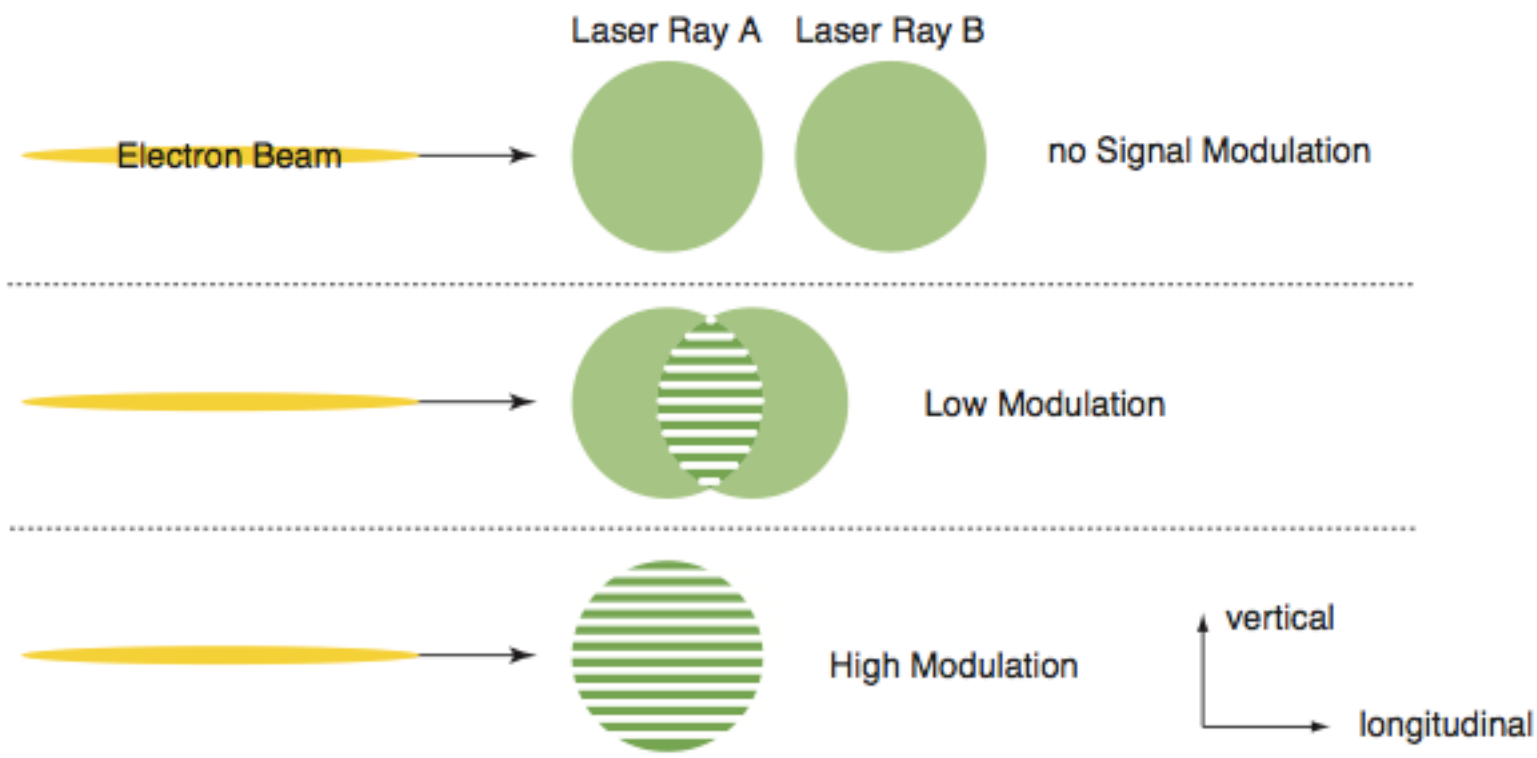 Laser Ray A
Laser Ray B
Electron Beam
no Signal Modulation
Low Modulation
High Modulation
vertical
longitudinal